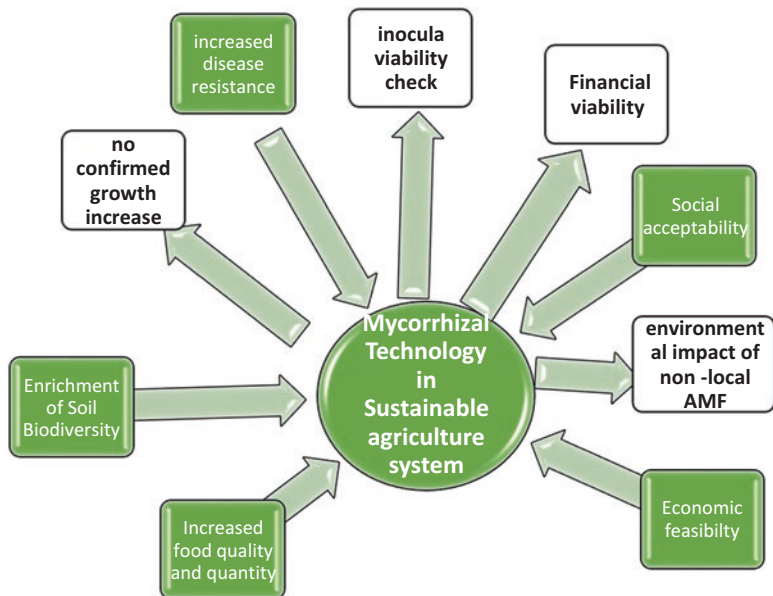 increased
disease
resistance
inocula
viability
check
Financial
viability
no
confirmed
growth
increase
Social
acceptability
Mycorrhizal
Technology
in
Sustainable
agriculture
system
environment
al impact of
non -local
AMF
Enrichment
of Soil
Biodiversity
Increased
food quality
and quantity
Economic
feasibilty